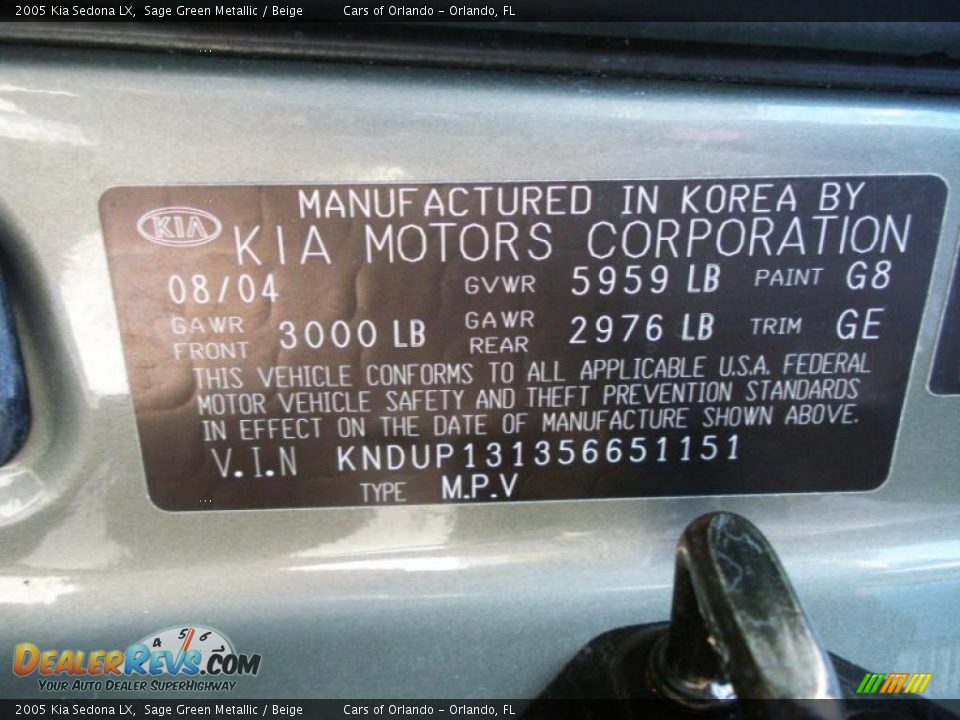 2005 Kia Sedona LX, Sage Green Metallic / Beige Cars of Orlando - Orlando, FL
MANUFACTURED IN KOREA BY
KIA KIA MOTORS CORPORATION
08/04 GVWR 5959 LB PAINT G8
GAWR FRONT 3000 LB GAWR REAR 2976 LB TRIM GE
THIS VEHICLE CONFORMS TO ALL APPLICABLE U.S.A. FEDERAL
MOTOR VEHICLE SAFETY AND THEFT PREVENTION STANDARDS
IN EFFECT ON THE DATE OF MANUFACTURE SHOWN ABOVE.
V.I.N KNDUP131356651151
TYPE M.P.V
4 5 6
DEALERREVS.COM
YOUR AUTO DEALER SUPERHIGHWAY
2005 Kia Sedona LX, Sage Green Metallic / Beige Cars of Orlando - Orlando, FL